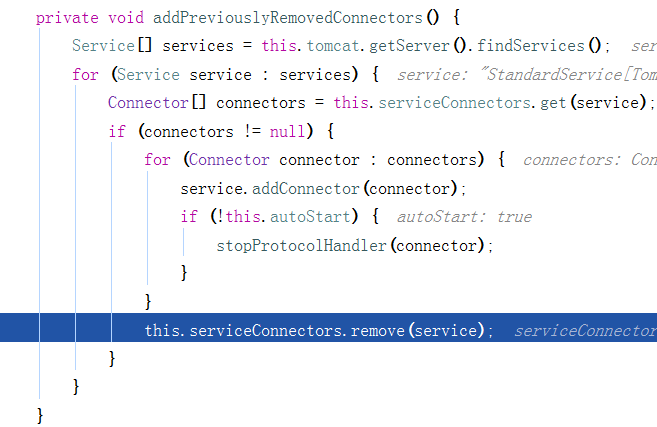 private void addPreviouslyRemovedConnectors() {
    Service[] services = this.tomcat.getServer().findServices();  ser
    for (Service service : services) {  service: "StandardService[Tom
        Connector[] connectors = this.serviceConnectors.get(service);
        if (connectors != null) {
            for (Connector connector : connectors) {  connectors: Con
                service.addConnector(connector);
                if (!this.autoStart) {  autoStart: true
                    stopProtocolHandler(connector);
                }
            }
            this.serviceConnectors.remove(service);  serviceConnector
        }
    }
}